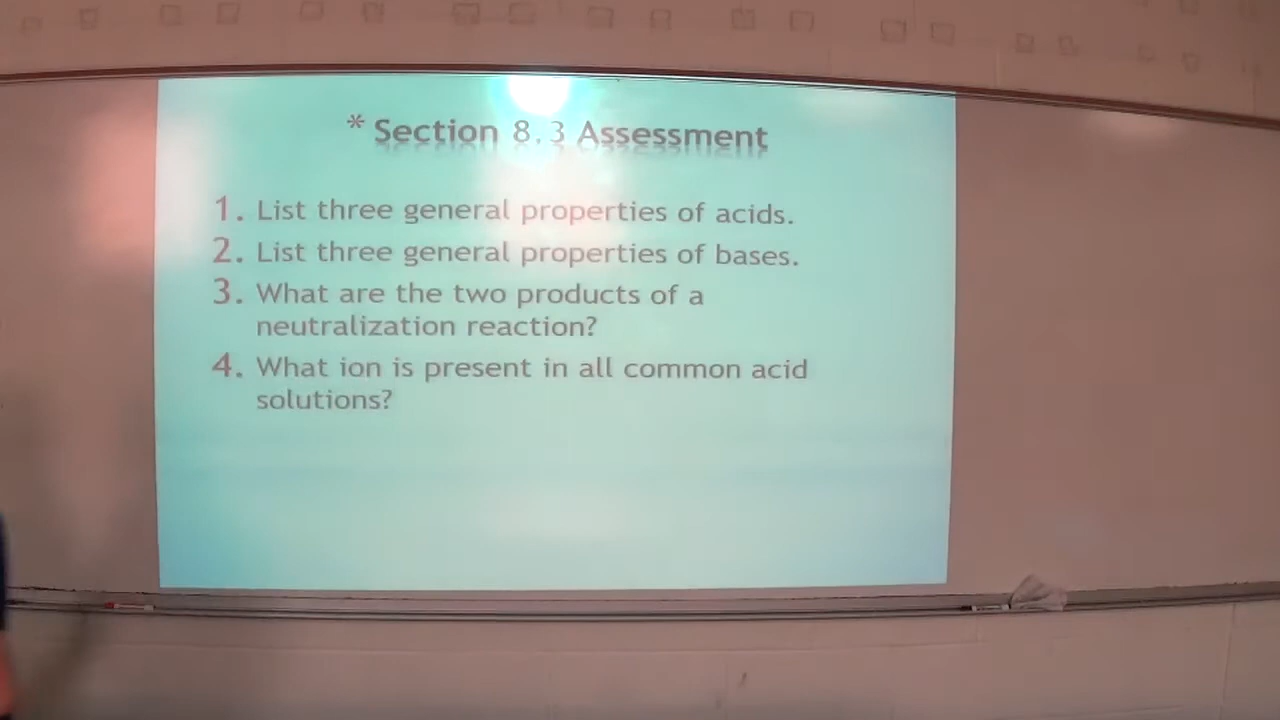 * Section 8.3 Assessment
1. List three general properties of acids.
2. List three general properties of bases.
3. What are the two products of a
neutralization reaction?
4. What ion is present in all common acid
solutions?